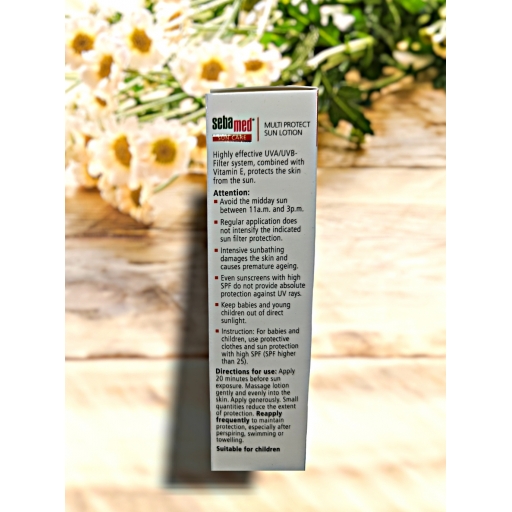 sebamed
SUN CARE
MULTI PROTECT
SUN LOTION
Highly effective UVA/UVB-
Filter system, combined with
Vitamin E, protects the skin
from the sun.
Attention:
▪ Avoid the midday sun
between 11a.m. and 3p.m.
▪ Regular application does
not intensify the indicated
sun filter protection.
▪ Intensive sunbathing
damages the skin and
causes premature ageing.
▪ Even sunscreens with high
SPF do not provide absolute
protection against UV rays.
▪ Keep babies and young
children out of direct
sunlight.
▪ Instruction: For babies and
children, use protective
clothes and sun protection
with high SPF (SPF higher
than 25).
Directions for use: Apply
20 minutes before sun
exposure. Massage lotion
gently and evenly into the
skin. Apply generously. Small
quantities reduce the extent
of protection. Reapply
frequently to maintain
protection, especially after
perspiring, swimming or
towelling.
Suitable for children